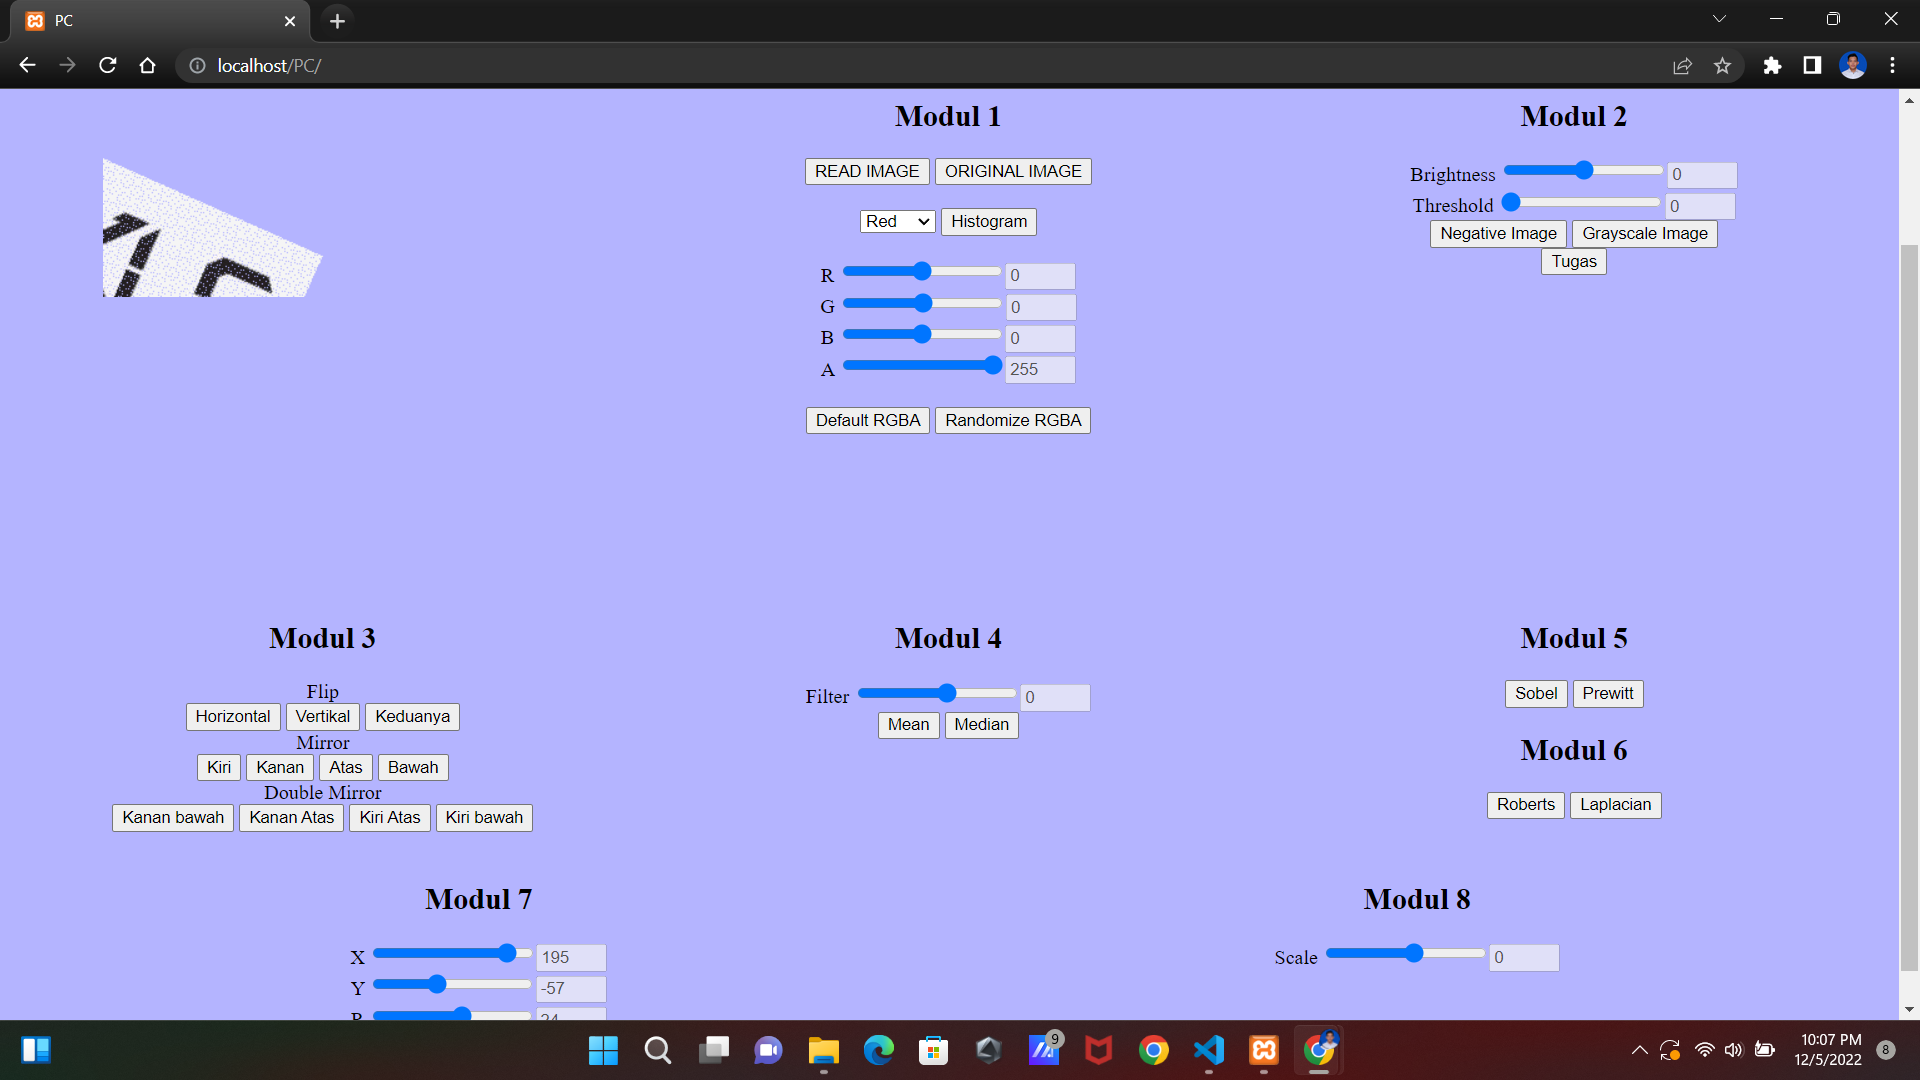 PC
localhost/PC/
Modul 1
READ IMAGE ORIGINAL IMAGE
Red Histogram
R 0
G 0
B 0
A 255
Default RGBA Randomize RGBA
Modul 2
Brightness 0
Threshold 0
Negative Image Grayscale Image
Tugas
Modul 3
Flip
Horizontal Vertikal Keduanya
Mirror
Kiri Kanan Atas Bawah
Double Mirror
Kanan bawah Kanan Atas Kiri Atas Kiri bawah
Modul 4
Filter 0
Mean Median
Modul 5
Sobel Prewitt
Modul 6
Roberts Laplacian
Modul 7
X 195
Y -57
Modul 8
Scale 0
9
10:07 PM
12/5/2022
8